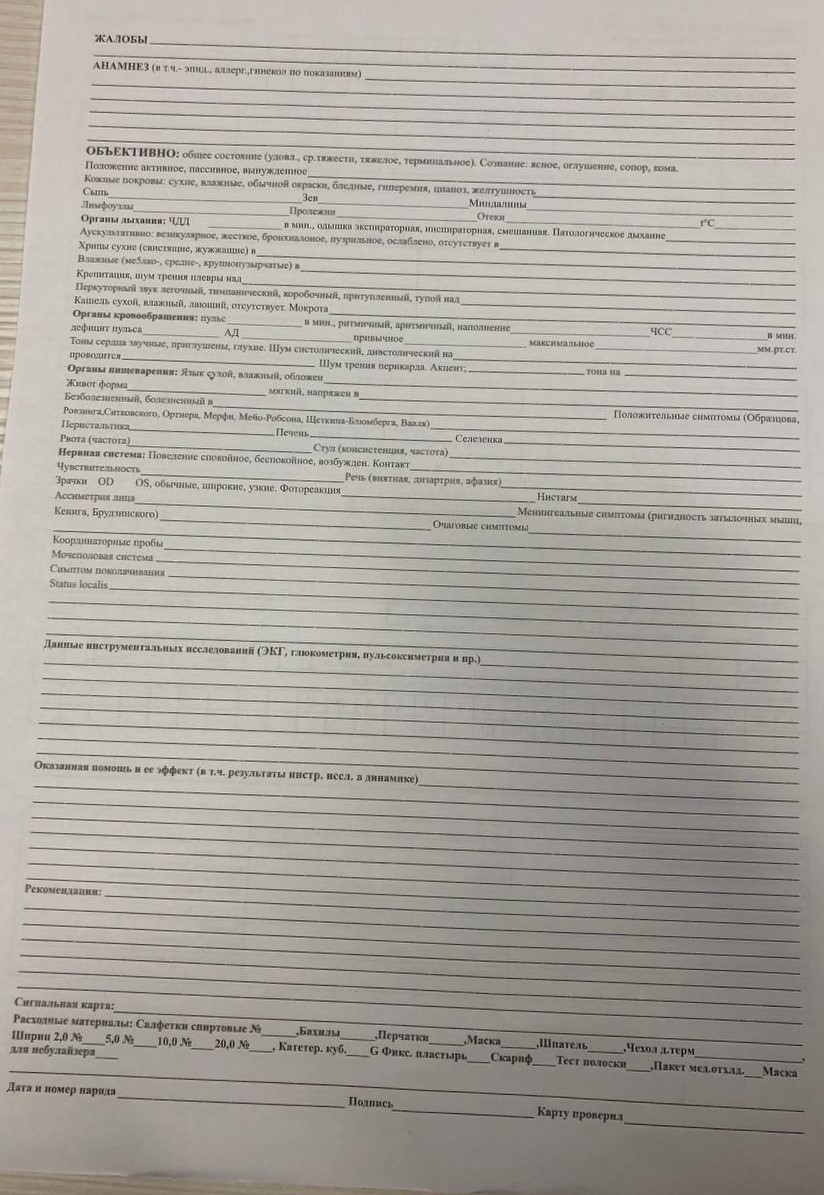 ЖАЛОБЫ
АНАМНЕЗ (в т.ч.- эпид., аллерг.,гинекол по показаниям)
ОБЪЕКТИВНО: общее состояние (удовл., ср.тяжести, тяжелое, терминальное). Сознание: ясное, оглушение, сопор, кома.
Положение активное, пассивное, вынужденное
Кожные покровы: сухие, влажные, обычной окраски, бледные, гиперемия, цианоз, желтушность
Сыпь Зев Миндалины
Лимфоузлы Пролежни Отеки t°C
Органы дыхания: ЧДД в мин., одышка экспираторная, инспираторная, смешанная. Патологическое дыхание
Аускультативно: везикулярное, жесткое, бронхиалоное, пуэрильное, ослаблено, отсутствует в
Хрипы сухие (свистящие, жужжащие) в
Влажные (ме5лко-, средне-, крупнопузырчатые) в
Крепитация, шум трения плевры над
Перкуторный звук легочный, тимпанический, коробочный, притупленный, тупой над
Кашель сухой, влажный, лающий, отсутствует. Мокрота
Органы кровообращения: пульс в мин., ритмичный, аритмичный, наполнение ЧСС в мин.
дефицит пульса АД привычное максимальное мм.рт.ст.
Тоны сердца звучные, приглушены, глухие. Шум систолический, диастолический на
проводится Шум трения перикарда. Акцент; тона на
Органы пищеварения: Язык сухой, влажный, обложен
Живот форма мягкий, напряжен в
Безболезненный, болезненный в Положительные симптомы (Образцова,
Ровзинга,Ситковского, Ортнера, Мерфи, Мейо-Робсона, Щеткина-Блюмберга, Вааля)
Перистальтика Печень Селезенка
Рвота (частота) Стул (консистенция, частота)
Нервная система: Поведение спокойное, беспокойное, возбужден. Контакт
Чувствительность Речь (внятная, дизартрия, афазия)
Зрачки OD OS, обычные, широкие, узкие. Фотореакция Нистагм
Ассиметрия лица Менингеальные симптомы (ригидность затылочных мышц,
Кенига, Брудзинского) Очаговые симптомы
Координаторные пробы
Мочеполовая система
Симптом поколачивания
Status localis
Данные инструментальных исследований (ЭКГ, глюкометрия, пульсоксиметрия и пр.)
Оказанная помощь и ее эффект (в т.ч. результаты инстр. иссл. в динамике)
Рекомендации:
Сигнальная карта:
Расходные материалы: Салфетки спиртовые № ,Бахилы ,Перчатки ,Маска ,Шпатель ,Чехол д.терм ,
Шприц 2,0 № 5,0 № 10,0 № 20,0 № , Катетер. куб. G Фикс. пластырь Скариф Тест полоски ,Пакет мед.отхлд. Маска
для небулайзера
Дата и номер наряда Подпись Карту проверил